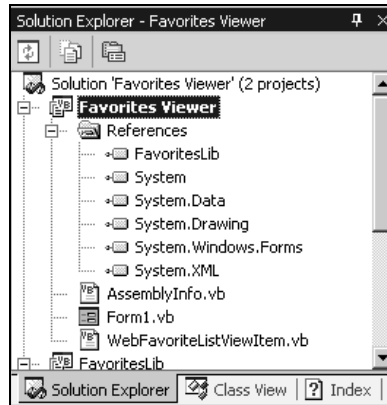 Solution Explorer - Favorites Viewer
Solution 'Favorites Viewer' (2 projects)
Favorites Viewer
References
FavoritesLib
System
System.Data
System.Drawing
System.Windows.Forms
System.XML
AssemblyInfo.vb
Form1.vb
WebFavoriteListViewItem.vb
FavoritesLib
Solution Explorer Class View ? Index